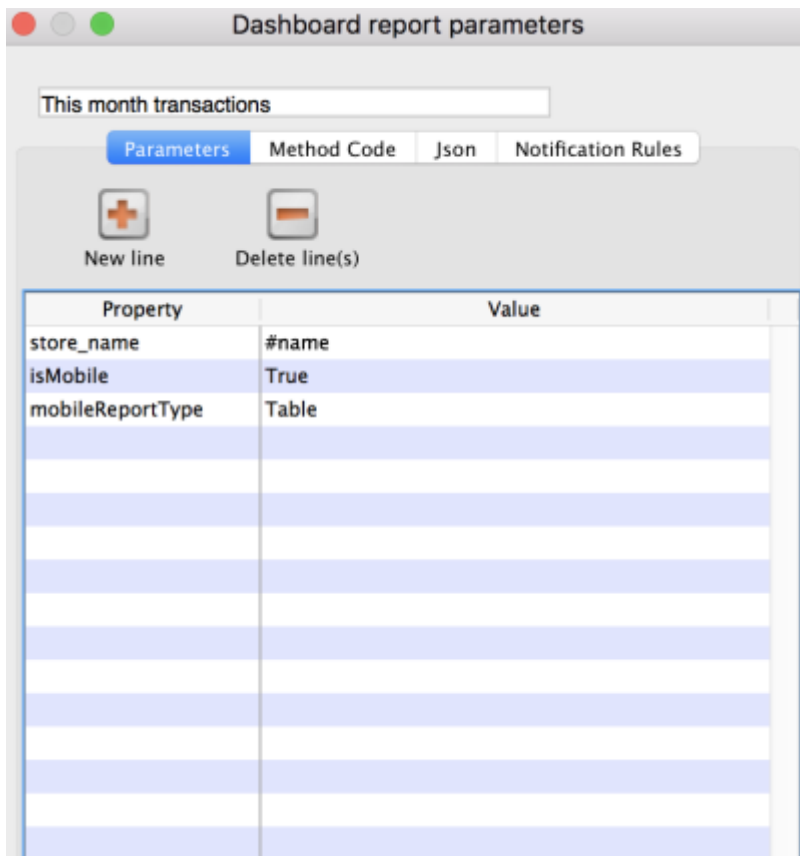 Dashboard report parameters
This month transactions
Parameters Method Code Json Notification Rules
New line Delete line(s)
Property Value
store_name #name
isMobile True
mobileReportType Table